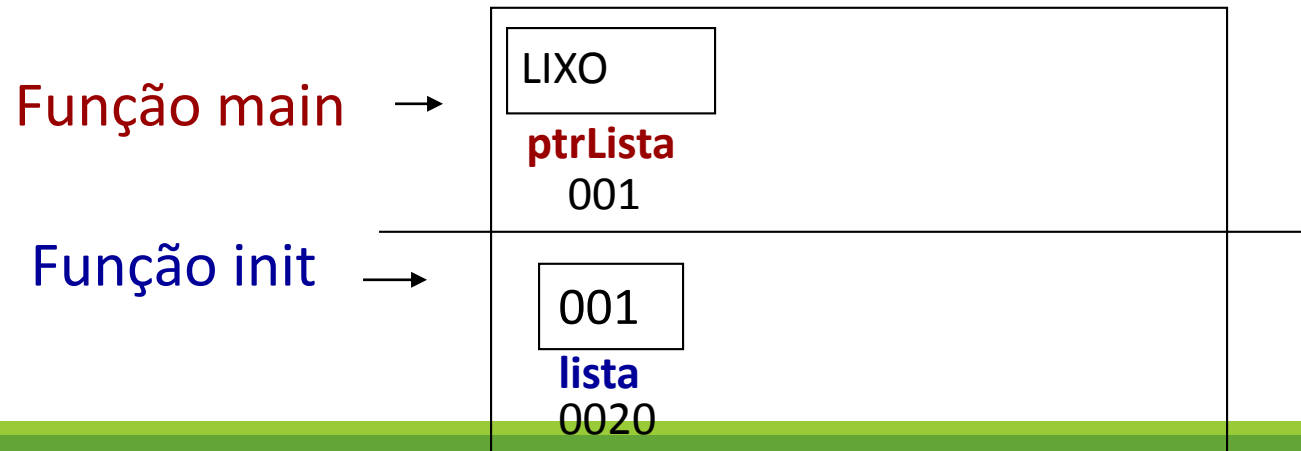 LIXO
Função main
ptrLista
001
Função init
001
lista
0020